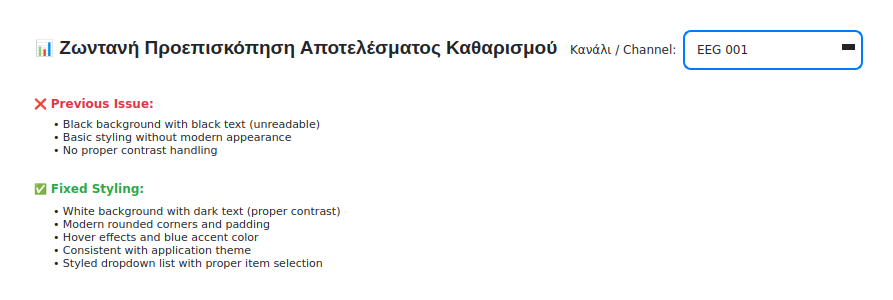 📊 Ζωντανή Προεπισκόπηση Αποτελέσματος Καθαρισμού Κανάλι / Channel: EEG 001
❌ Previous Issue:
• Black background with black text (unreadable)
• Basic styling without modern appearance
• No proper contrast handling
✅ Fixed Styling:
• White background with dark text (proper contrast)
• Modern rounded corners and padding
• Hover effects and blue accent color
• Consistent with application theme
• Styled dropdown list with proper item selection